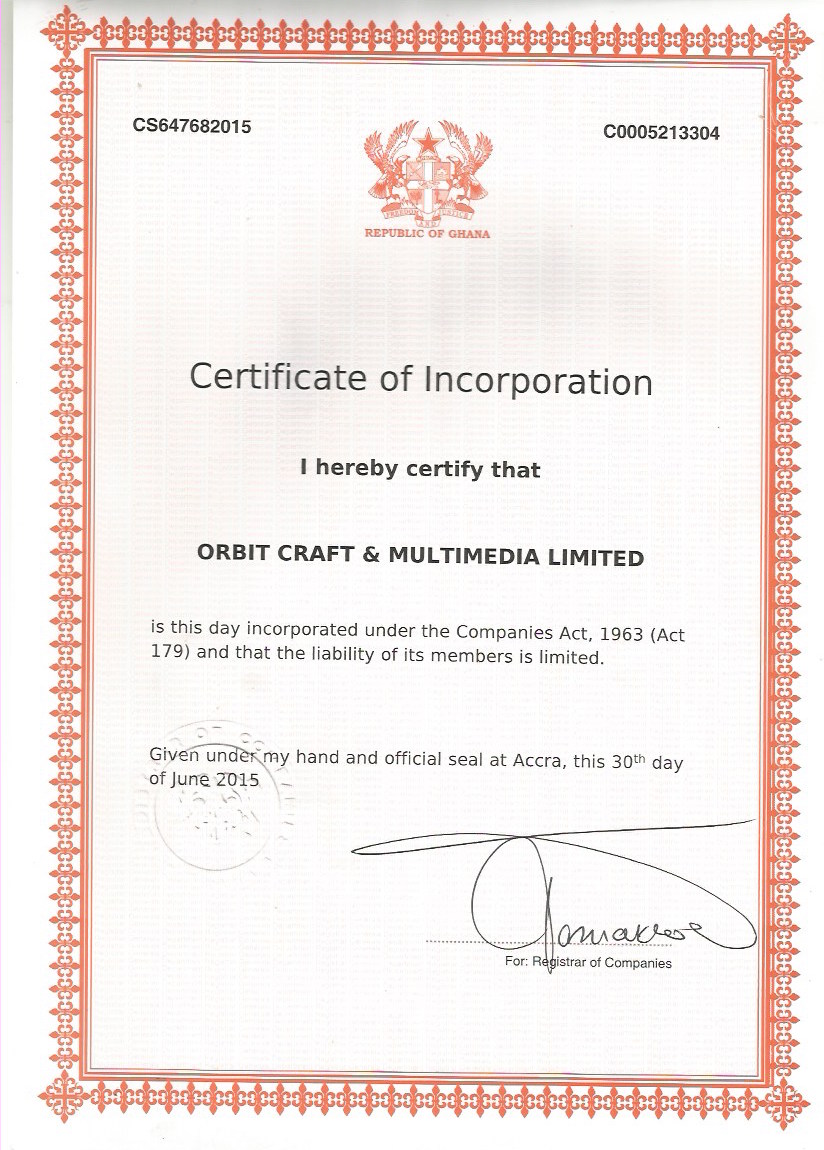 CS647682015
C0005213304
FREEDOM AND JUSTICE
REPUBLIC OF GHANA
Certificate of Incorporation
I hereby certify that
ORBIT CRAFT & MULTIMEDIA LIMITED
is this day incorporated under the Companies Act, 1963 (Act
179) and that the liability of its members is limited.
Given under my hand and official seal at Accra, this 30th day
of June 2015
For: Registrar of Companies